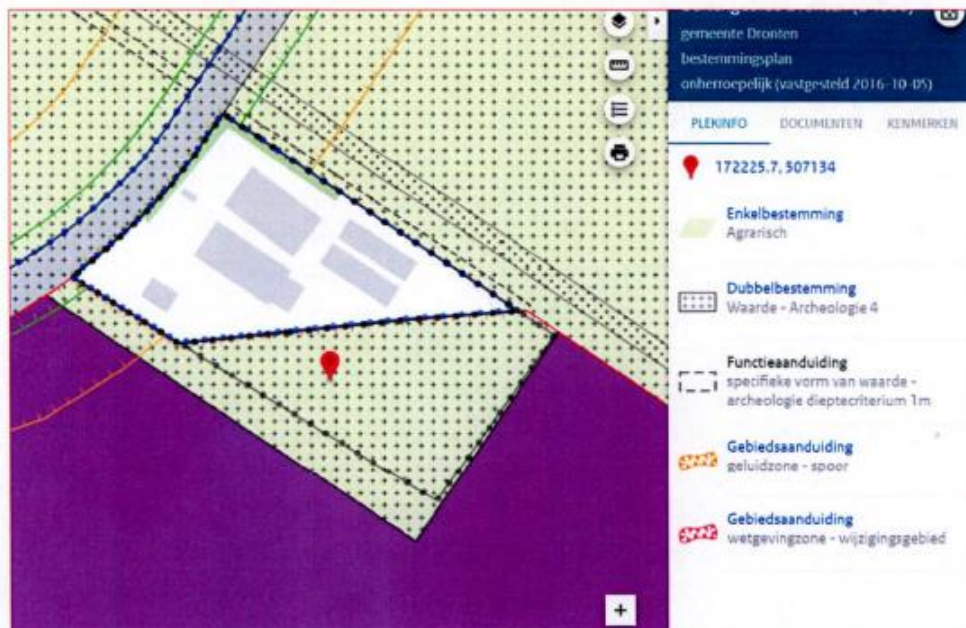 gemeente Dronten
bestemmingsplan
onherroepelijk (vastgesteld 2016-10-05)
PLEKINFO DOCUMENTEN KENMERKEN
172225.7, 507134
Enkelbestemming
Agrarisch
Dubbelbestemming
Waarde - Archeologie 4
Functieaanduiding
specifieke vorm van waarde -
archeologie dieptecriterium 1m
Gebiedsaanduiding
geluidzone - spoor
Gebiedsaanduiding
wetgevingzone - wijzigingsgebied
+